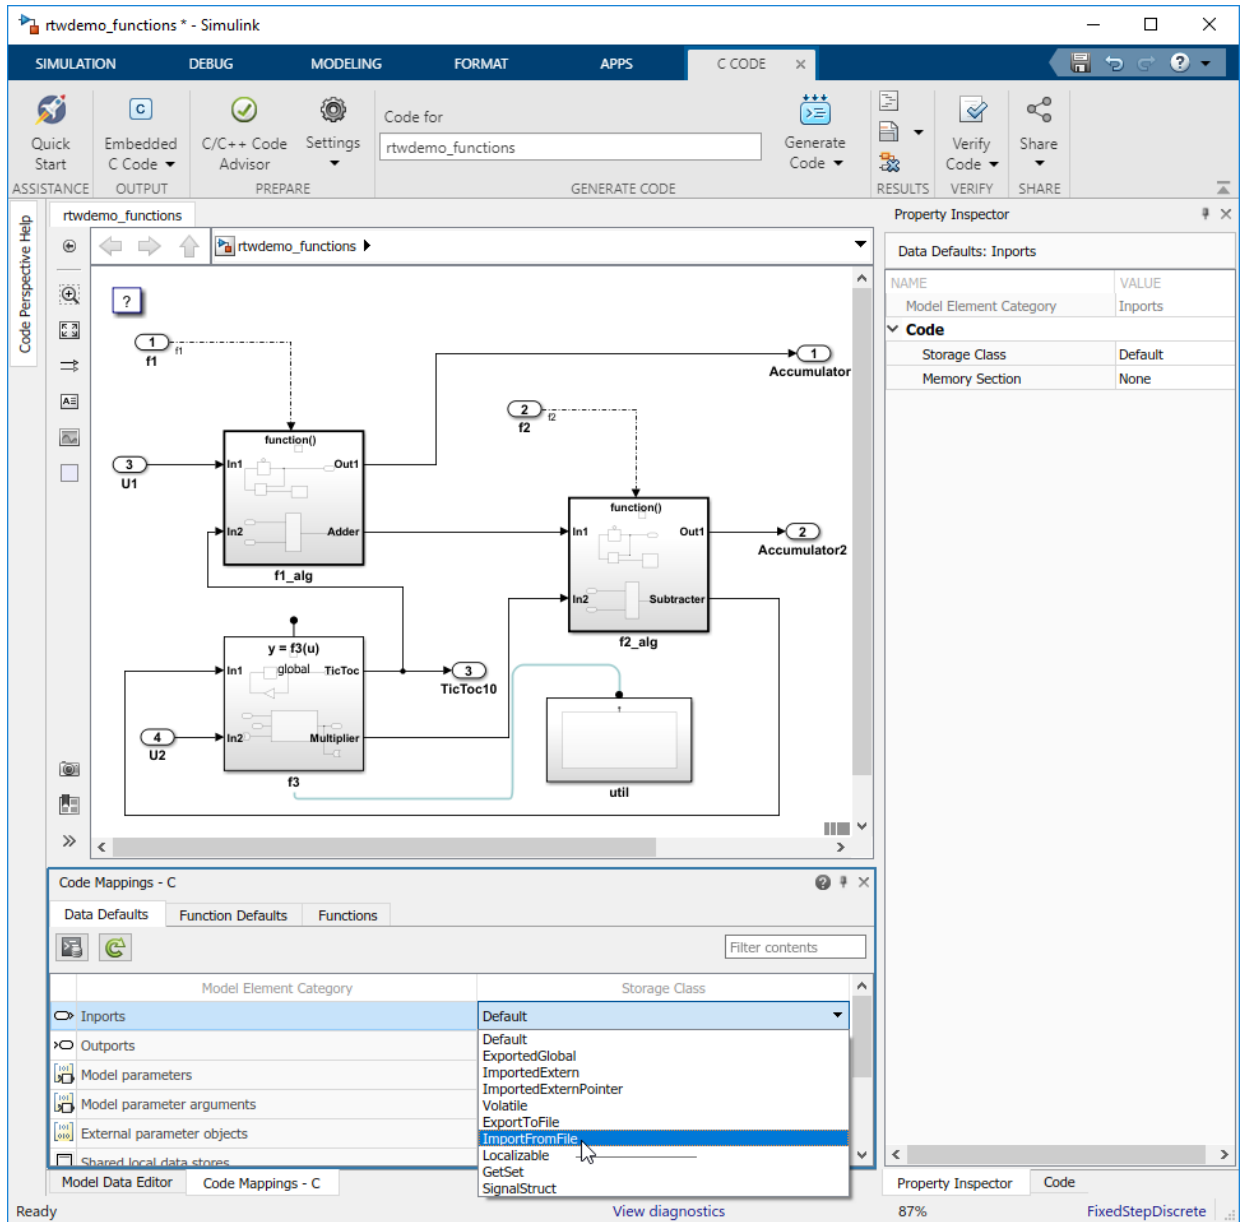 rtwdemo_functions * - Simulink
SIMULATION DEBUG MODELING FORMAT APPS C CODE
Quick Start
Embedded C Code
C/C++ Code Advisor
Settings
Code for
rtwdemo_functions
Generate Code
Verify Code
Share
ASSISTANCE OUTPUT PREPARE GENERATE CODE RESULTS VERIFY SHARE
Code Perspective Help
rtwdemo_functions
rtwdemo_functions
?
1
f1
f1
1
Accumulator
2
f2
f2
function()
3
U1
In1
Out1
In2
Adder
f1_alg
function()
In1
Out1
2
Accumulator2
In2
Subtracter
f2_alg
y = f3(u)
In1
global
TicToc
3
TicToc10
4
U2
In2
Multiplier
f3
f
util
Property Inspector
Data Defaults: Inports
NAME VALUE
Model Element Category Inports
Code
Storage Class Default
Memory Section None
Code Mappings - C
Data Defaults Function Defaults Functions
Filter contents
Model Element Category Storage Class
Inports Default
Outports
Model parameters
Model parameter arguments
External parameter objects
Shared local data stores
Default
ExportedGlobal
ImportedExtern
ImportedExternPointer
Volatile
ExportToFile
ImportFromFile
Localizable
GetSet
SignalStruct
Model Data Editor Code Mappings - C
Property Inspector Code
Ready View diagnostics 87% FixedStepDiscrete